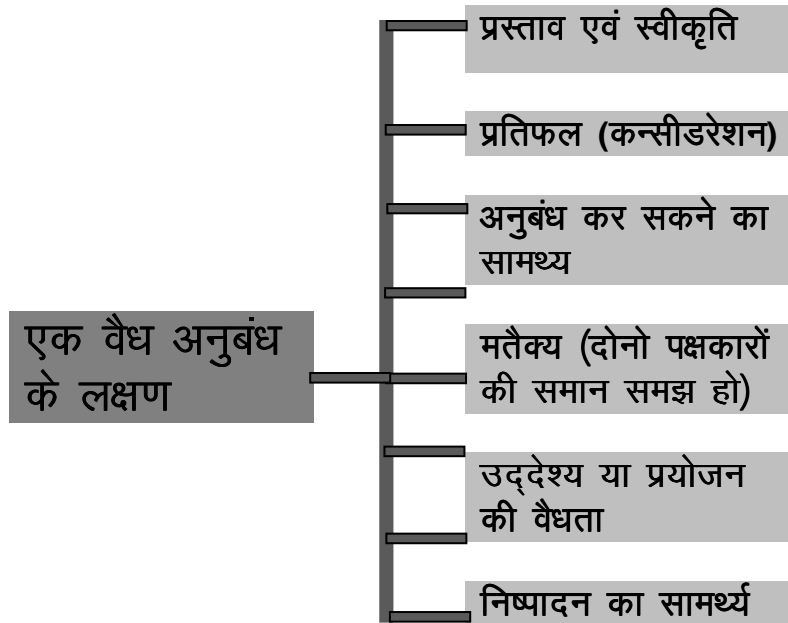 प्रस्ताव एवं स्वीकृति
प्रतिफल (कन्सीडरेशन)
अनुबंध कर सकने का
सामथ्य
एक वैध अनुबंध
के लक्षण
मतैक्य (दोनो पक्षकारों
की समान समझ हो)
उद्देश्य या प्रयोजन
की वैधता
निष्पादन का सामर्थ्य